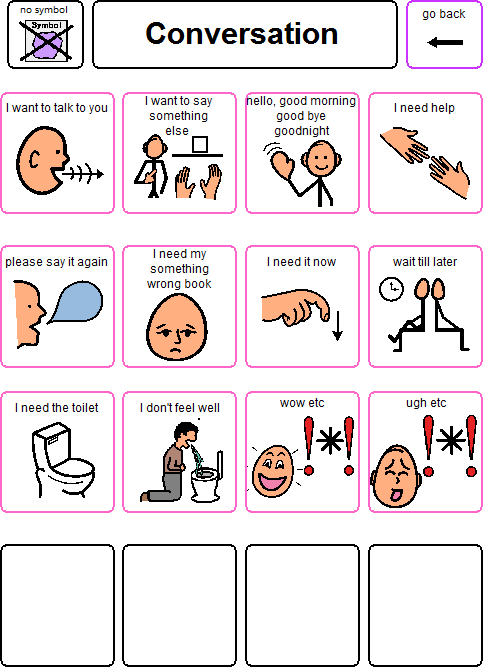 no symbol
Symbol
Conversation
go back
I want to talk to you
I want to say
something
else
hello, good morning
good bye
goodnight
I need help
please say it again
I need my
something
wrong book
I need it now
wait till later
I need the toilet
I don't feel well
wow etc
ugh etc